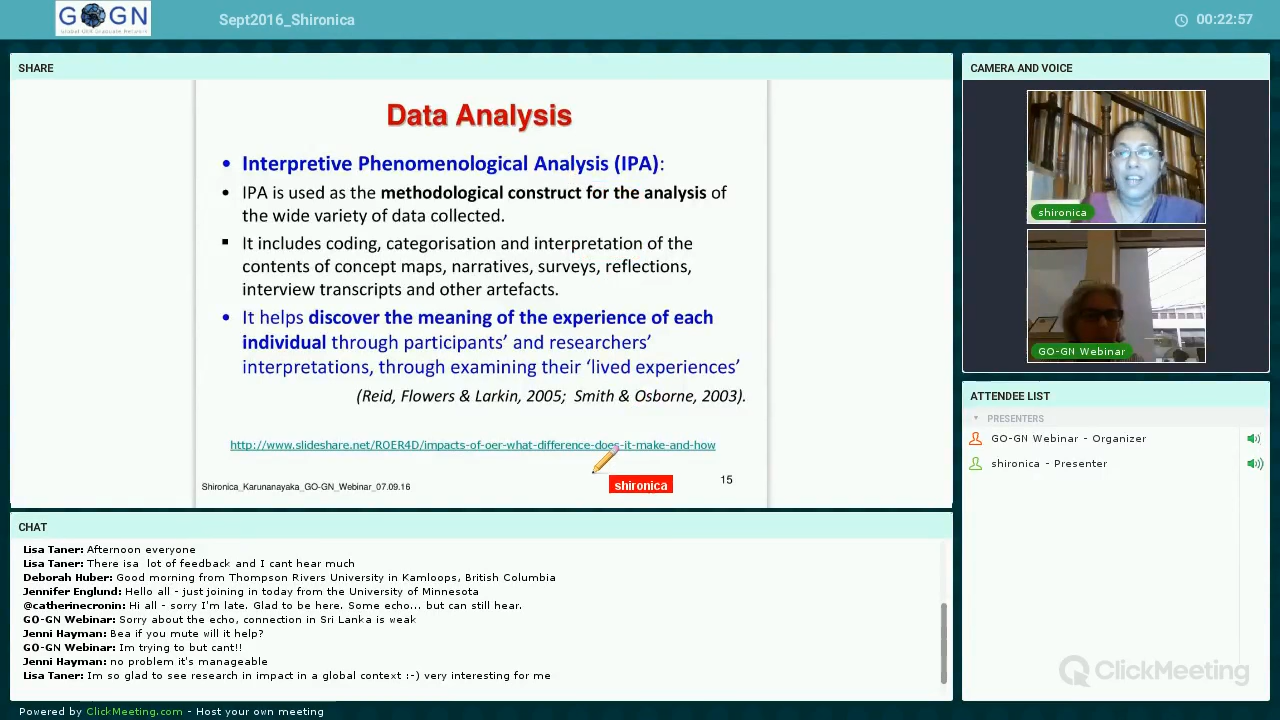 GO GN
Global OER Graduate Network
Sept2016_Shironica
00:22:57
SHARE
Data Analysis
• Interpretive Phenomenological Analysis (IPA):
• IPA is used as the methodological construct for the analysis of
the wide variety of data collected.
▪ It includes coding, categorisation and interpretation of the
contents of concept maps, narratives, surveys, reflections,
interview transcripts and other artefacts.
• It helps discover the meaning of the experience of each
individual through participants’ and researchers’
interpretations, through examining their ‘lived experiences’
(Reid, Flowers & Larkin, 2005; Smith & Osborne, 2003).
http://www.slideshare.net/ROER4D/impacts-of-oer-what-difference-does-it-make-and-how
Shironica_Karunanayaka_GO-GN_Webinar_07.09.16
shironica
15
CAMERA AND VOICE
shironica
GO-GN Webinar
ATTENDEE LIST
PRESENTERS
GO-GN Webinar - Organizer
shironica - Presenter
ClickMeeting
CHAT
Lisa Taner: Afternoon everyone
Lisa Taner: There isa lot of feedback and I cant hear much
Deborah Huber: Good morning from Thompson Rivers University in Kamloops, British Columbia
Jennifer Englund: Hello all - just joining in today from the University of Minnesota
@catherinecronin: Hi all - sorry I'm late. Glad to be here. Some echo... but can still hear.
GO-GN Webinar: Sorry about the echo, connection in Sri Lanka is weak
Jenni Hayman: Bea if you mute will it help?
GO-GN Webinar: Im trying to but cant!!
Jenni Hayman: no problem it's manageable
Lisa Taner: Im so glad to see research in impact in a global context :-) very interesting for me
Powered by ClickMeeting.com - Host your own meeting